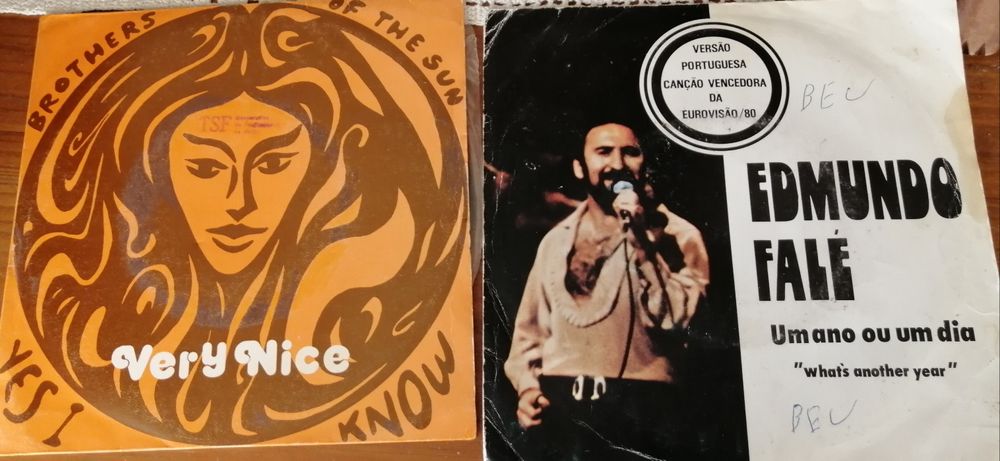 BROTHERS OF THE SUN
TSF
Very Nice
YES I KNOW
VERSÃO
PORTUGUESA
CANÇÃO VENCEDORA
DA
EUROVISÃO/80
BEU
EDMUNDO
FALÉ
Um ano ou um dia
"what's another year"
BEU